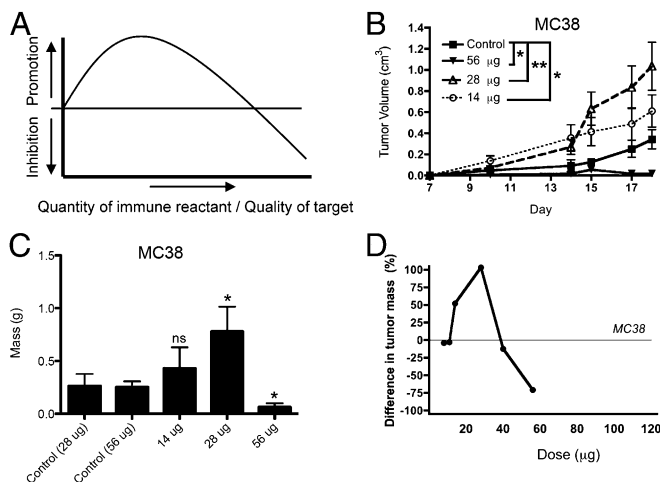 A
Promotion
Inhibition
Quantity of immune reactant / Quality of target
B
MC38
Tumor Volume (cm3)
1.4
1.2
1.0
0.8
0.6
0.4
0.2
0.0
Control
56 µg
28 µg
14 µg
*
**
*
7
9
11
13
15
17
Day
C
MC38
Mass (g)
1.5
1.0
0.5
0.0
ns
*
*
Control (28 ug)
Control (56 ug)
14 ug
28 ug
56 ug
D
Difference in tumor mass (%)
100
75
50
25
0
-25
-50
-75
-100
MC38
20 40 60 80 100 120
Dose (µg)